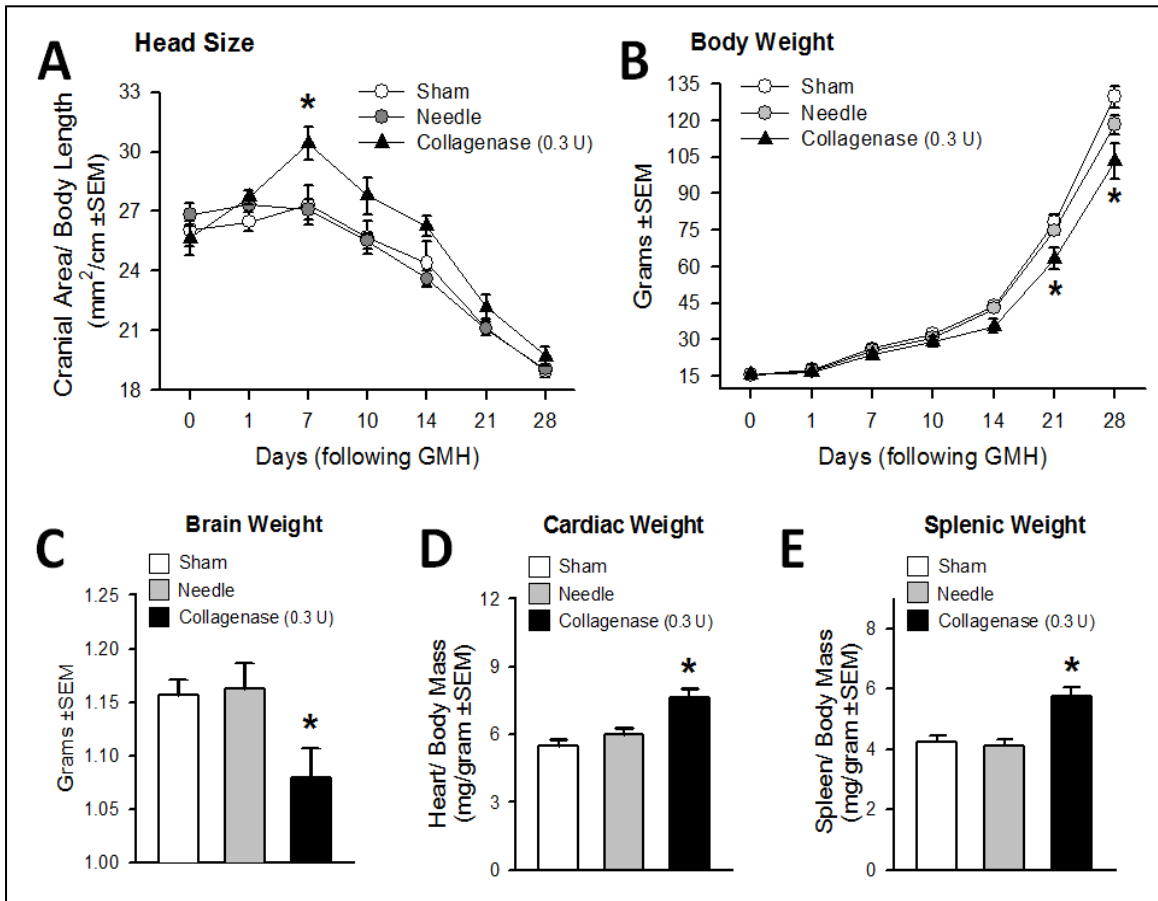 A
Head Size
Sham
Needle
Collagenase (0.3 U)
Cranial Area/ Body Length
(mm²/cm ±SEM)
33
30
27
24
21
18
*
0 1 7 10 14 21 28
Days (following GMH)
B
Body Weight
Sham
Needle
Collagenase (0.3 U)
Grams ±SEM
135
120
105
90
75
60
45
30
15
*
*
0 1 7 10 14 21 28
Days (following GMH)
C
Brain Weight
Sham
Needle
Collagenase (0.3 U)
Grams ±SEM
1.25
1.20
1.15
1.10
1.05
1.00
*
D
Cardiac Weight
Sham
Needle
Collagenase (0.3 U)
Heart/ Body Mass
(mg/gram ±SEM)
12
9
6
3
0
*
E
Splenic Weight
Sham
Needle
Collagenase (0.3 U)
Spleen/ Body Mass
(mg/gram ±SEM)
8
6
4
2
0
*